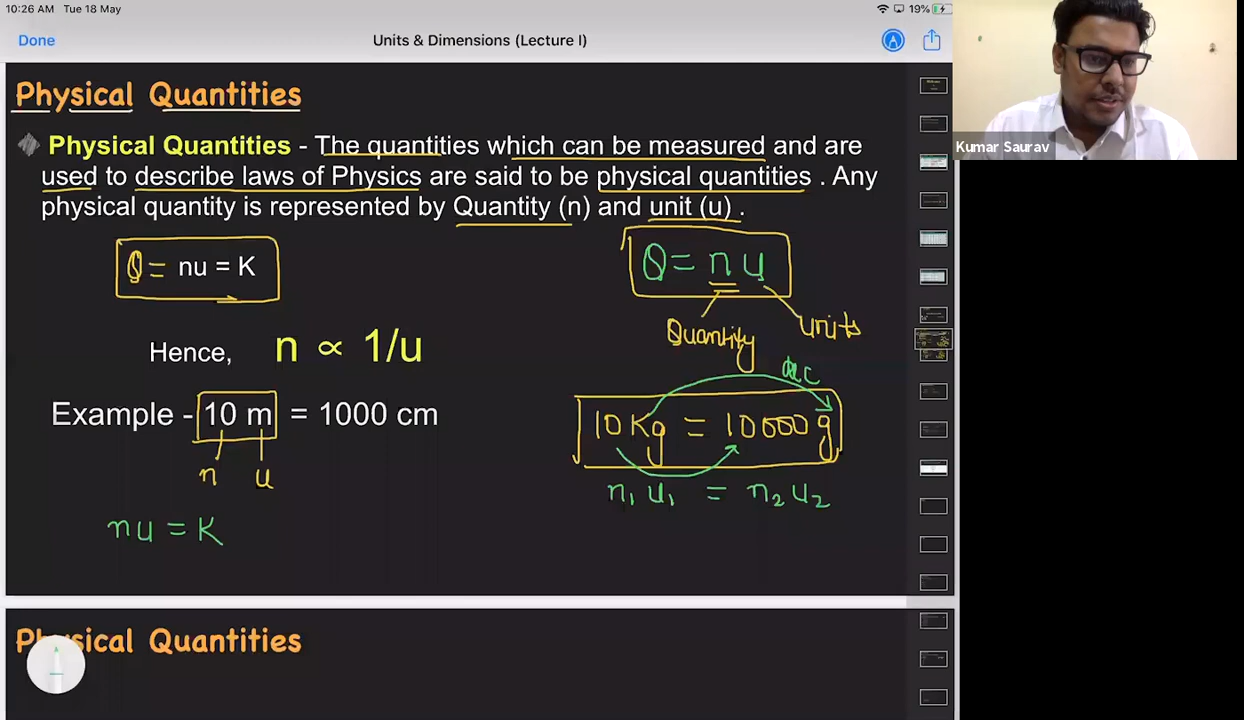 10:26 AM Tue 18 May
19%
Done
Units & Dimensions (Lecture I)
Kumar Saurav
Physical Quantities
Physical Quantities - The quantities which can be measured and are
used to describe laws of Physics are said to be physical quantities . Any
physical quantity is represented by Quantity (n) and unit (u) .
Q = nu = K
Q = n u
Quantity
units
Hence, n ∝ 1/u
Example - 10 m = 1000 cm
n u
10 Kg = 10000 g
n₁ u₁ = n₂ u₂
nu = K
Physical Quantities